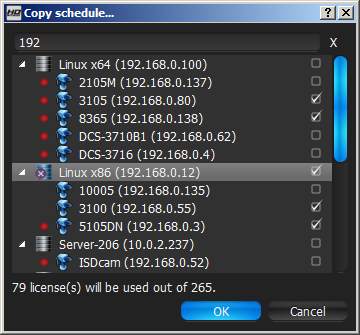 HD Copy schedule...
192 X
Linux x64 (192.168.0.100)
2105M (192.168.0.137)
3105 (192.168.0.80)
8365 (192.168.0.138)
DCS-3710B1 (192.168.0.62)
DCS-3716 (192.168.0.4)
Linux x86 (192.168.0.12)
10005 (192.168.0.135)
3100 (192.168.0.55)
5105DN (192.168.0.3)
Server-206 (10.0.2.237)
ISDcam (192.168.0.52)
79 license(s) will be used out of 265.
OK Cancel